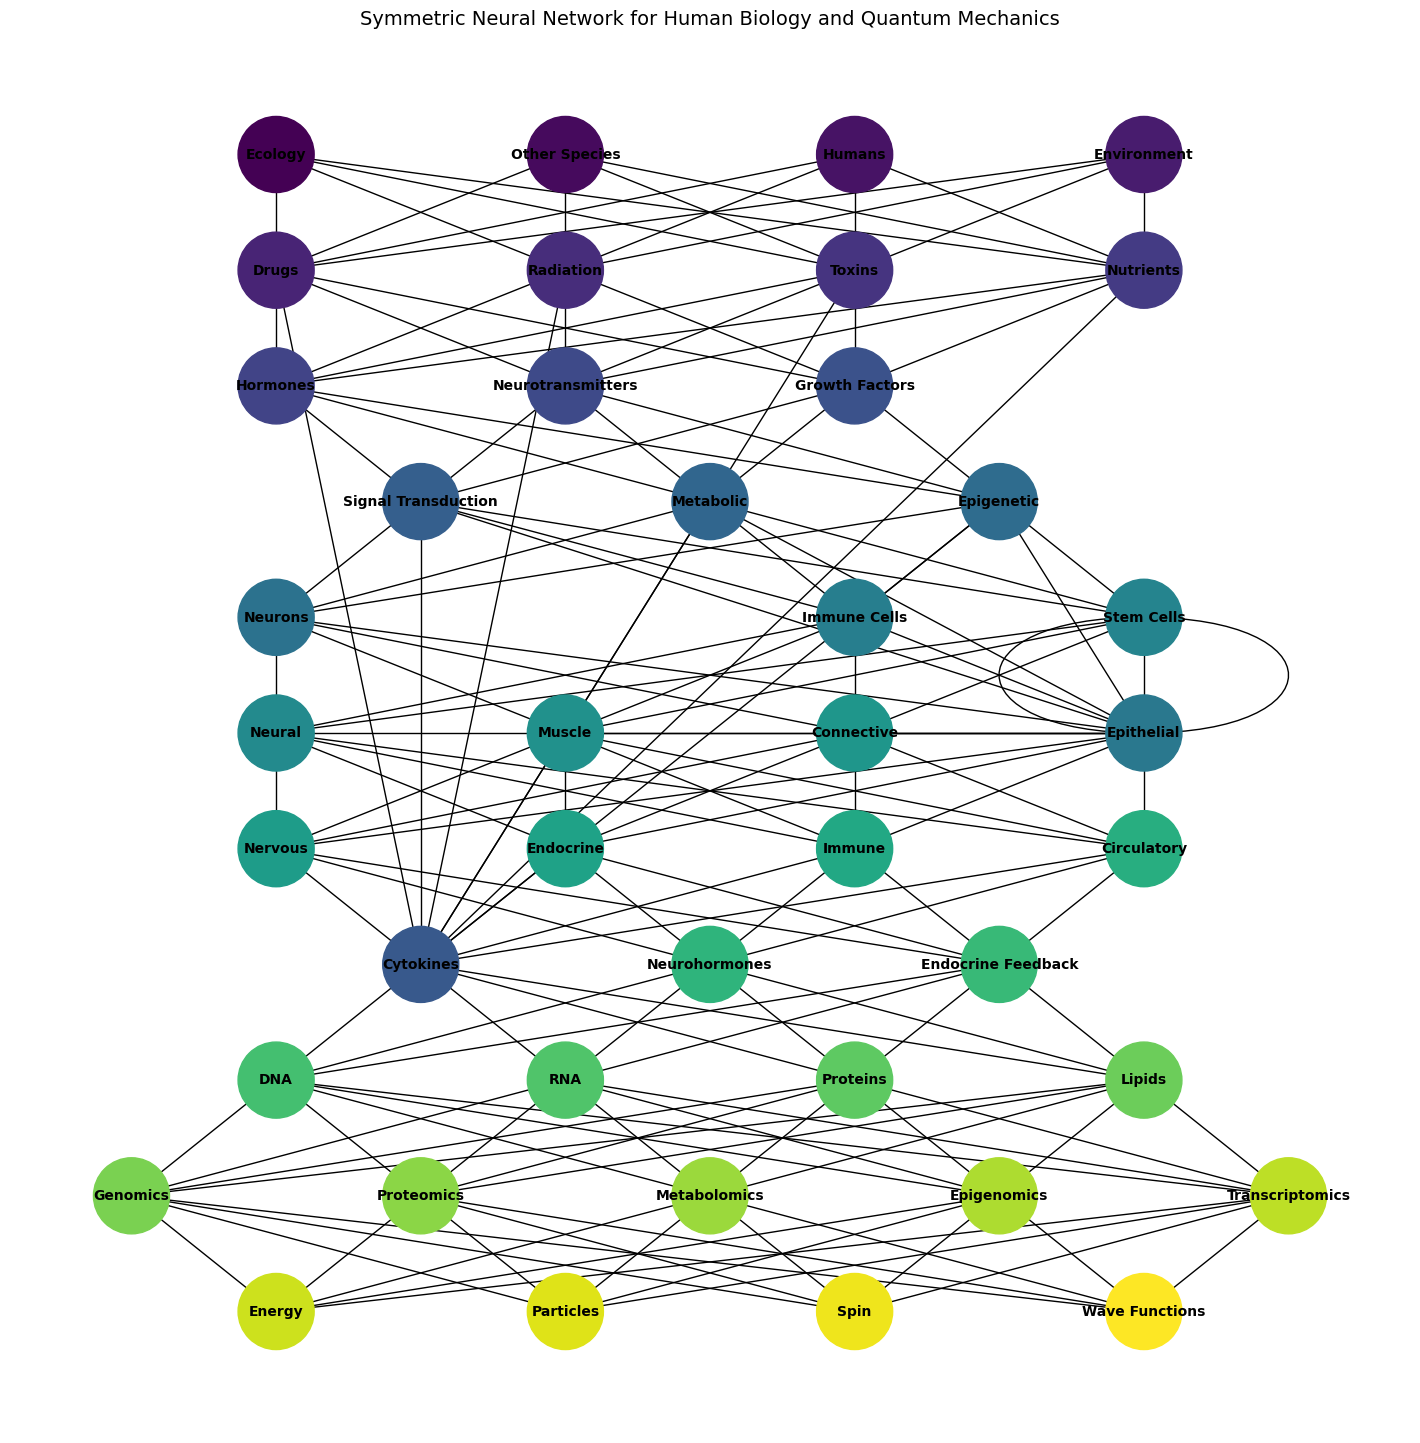 Symmetric Neural Network for Human Biology and Quantum Mechanics
Ecology
Other Species
Humans
Environment
Drugs
Radiation
Toxins
Nutrients
Hormones
Neurotransmitters
Growth Factors
Signal Transduction
Metabolic
Epigenetic
Neurons
Immune Cells
Stem Cells
Neural
Muscle
Connective
Epithelial
Nervous
Endocrine
Immune
Circulatory
Cytokines
Neurohormones
Endocrine Feedback
DNA
RNA
Proteins
Lipids
Genomics
Proteomics
Metabolomics
Epigenomics
Transcriptomics
Energy
Particles
Spin
Wave Functions